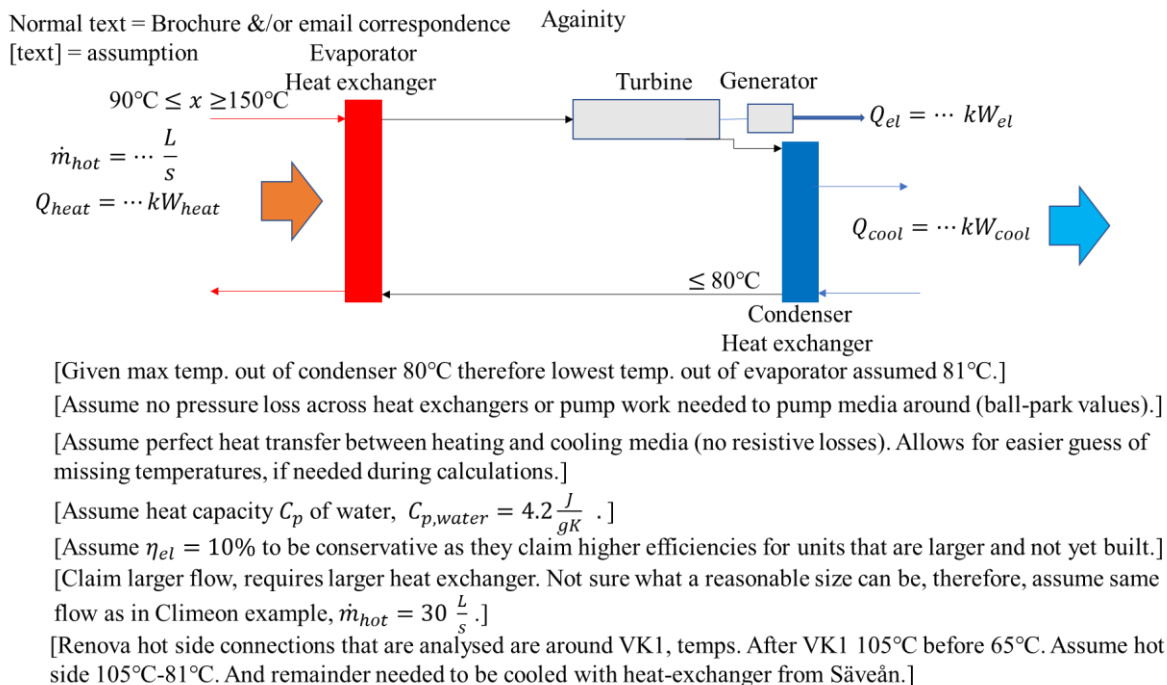 Normal text = Brochure &/or email correspondence
Againity
[text] = assumption
Evaporator
Heat exchanger
Turbine
Generator
90℃ ≤ x ≥150℃
Q_el = ⋯ kW_el
ṁ_hot = ⋯ L/s
Q_heat = ⋯ kW_heat
Q_cool = ⋯ kW_cool
≤ 80℃
Condenser
Heat exchanger
[Given max temp. out of condenser 80℃ therefore lowest temp. out of evaporator assumed 81℃.]
[Assume no pressure loss across heat exchangers or pump work needed to pump media around (ball-park values).]
[Assume perfect heat transfer between heating and cooling media (no resistive losses). Allows for easier guess of
missing temperatures, if needed during calculations.]
[Assume heat capacity C_p of water, C_p,water = 4.2 J/gK .]
[Assume η_el = 10% to be conservative as they claim higher efficiencies for units that are larger and not yet built.]
[Claim larger flow, requires larger heat exchanger. Not sure what a reasonable size can be, therefore, assume same
flow as in Climeon example, ṁ_hot = 30 L/s .]
[Renova hot side connections that are analysed are around VK1, temps. After VK1 105℃ before 65℃. Assume hot
side 105℃-81℃. And remainder needed to be cooled with heat-exchanger from Säveån.]